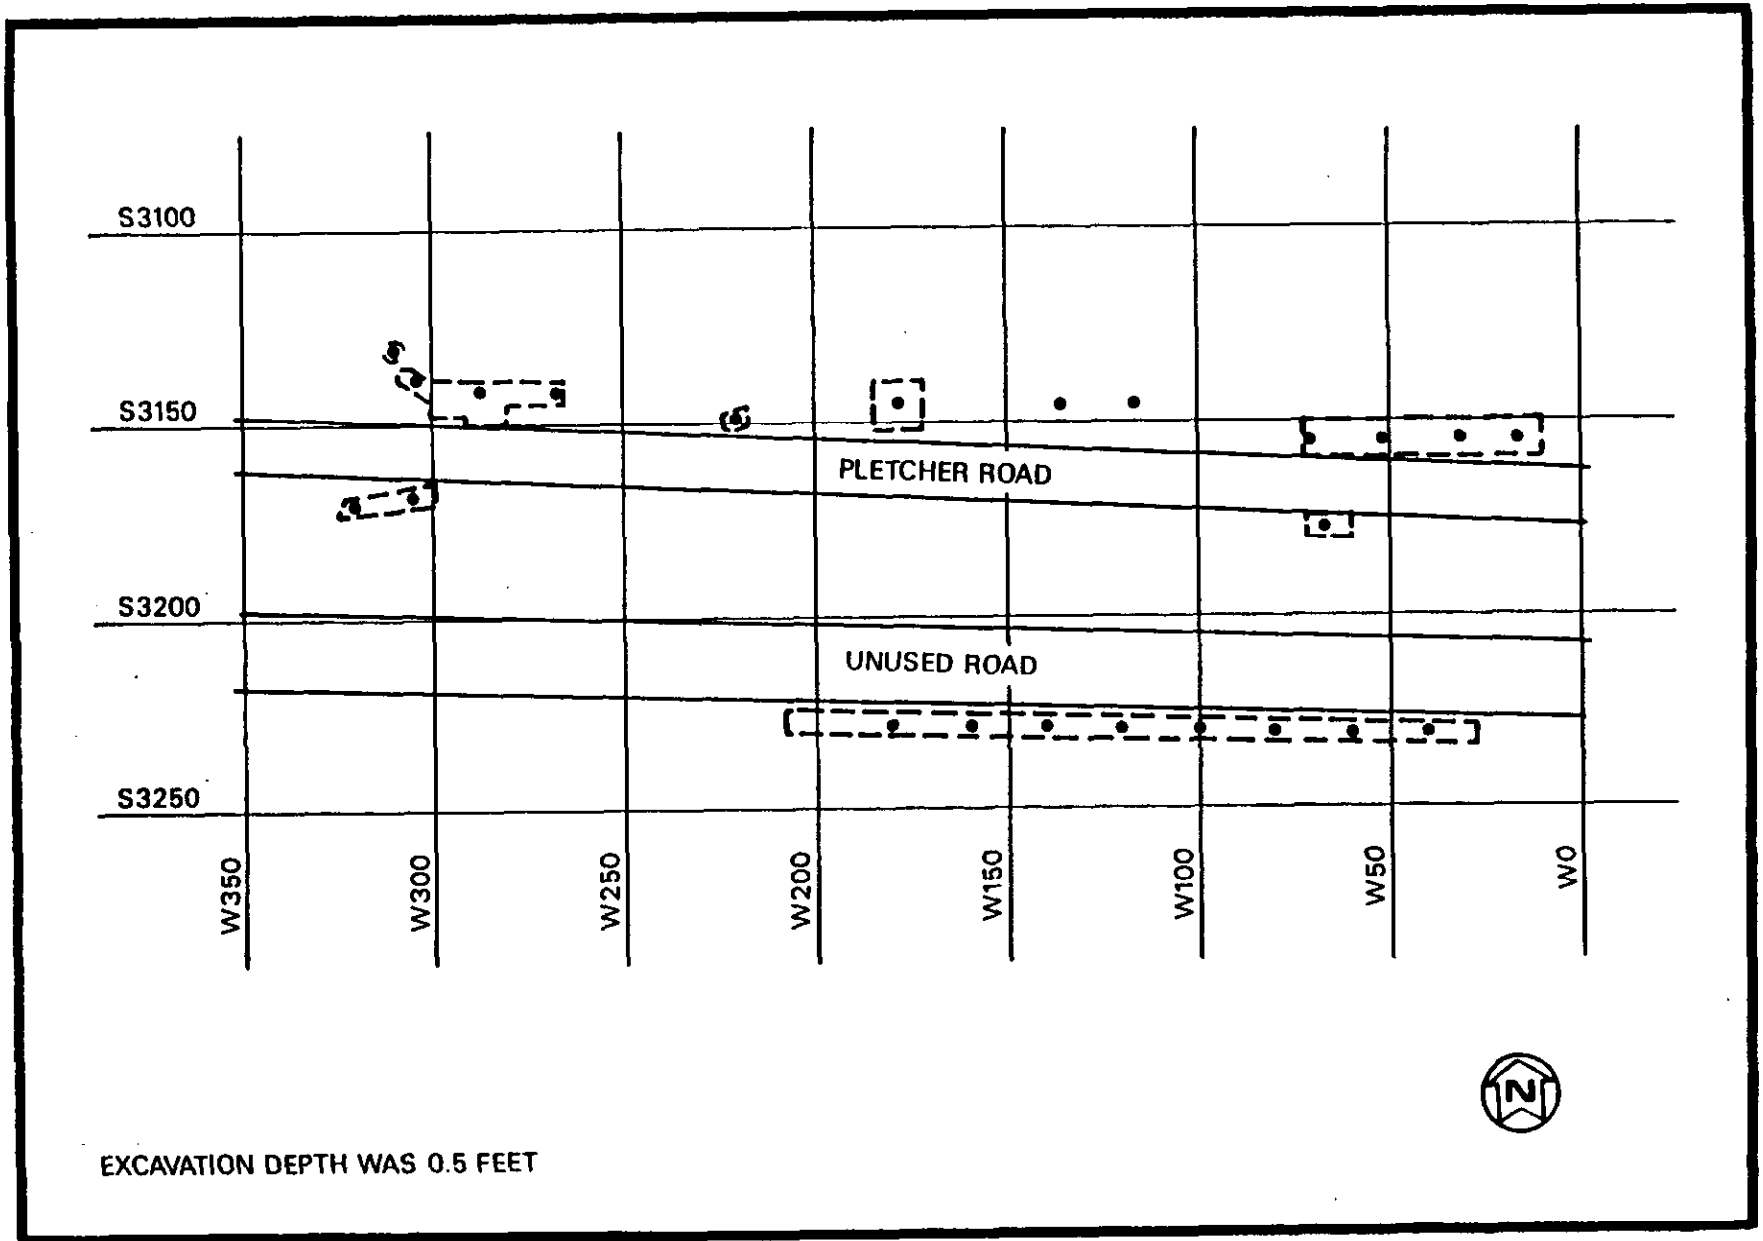 S3100
S3150
PLETCHER ROAD
S3200
UNUSED ROAD
S3250
W350
W300
W250
W200
W150
W100
W50
W0
N
EXCAVATION DEPTH WAS 0.5 FEET